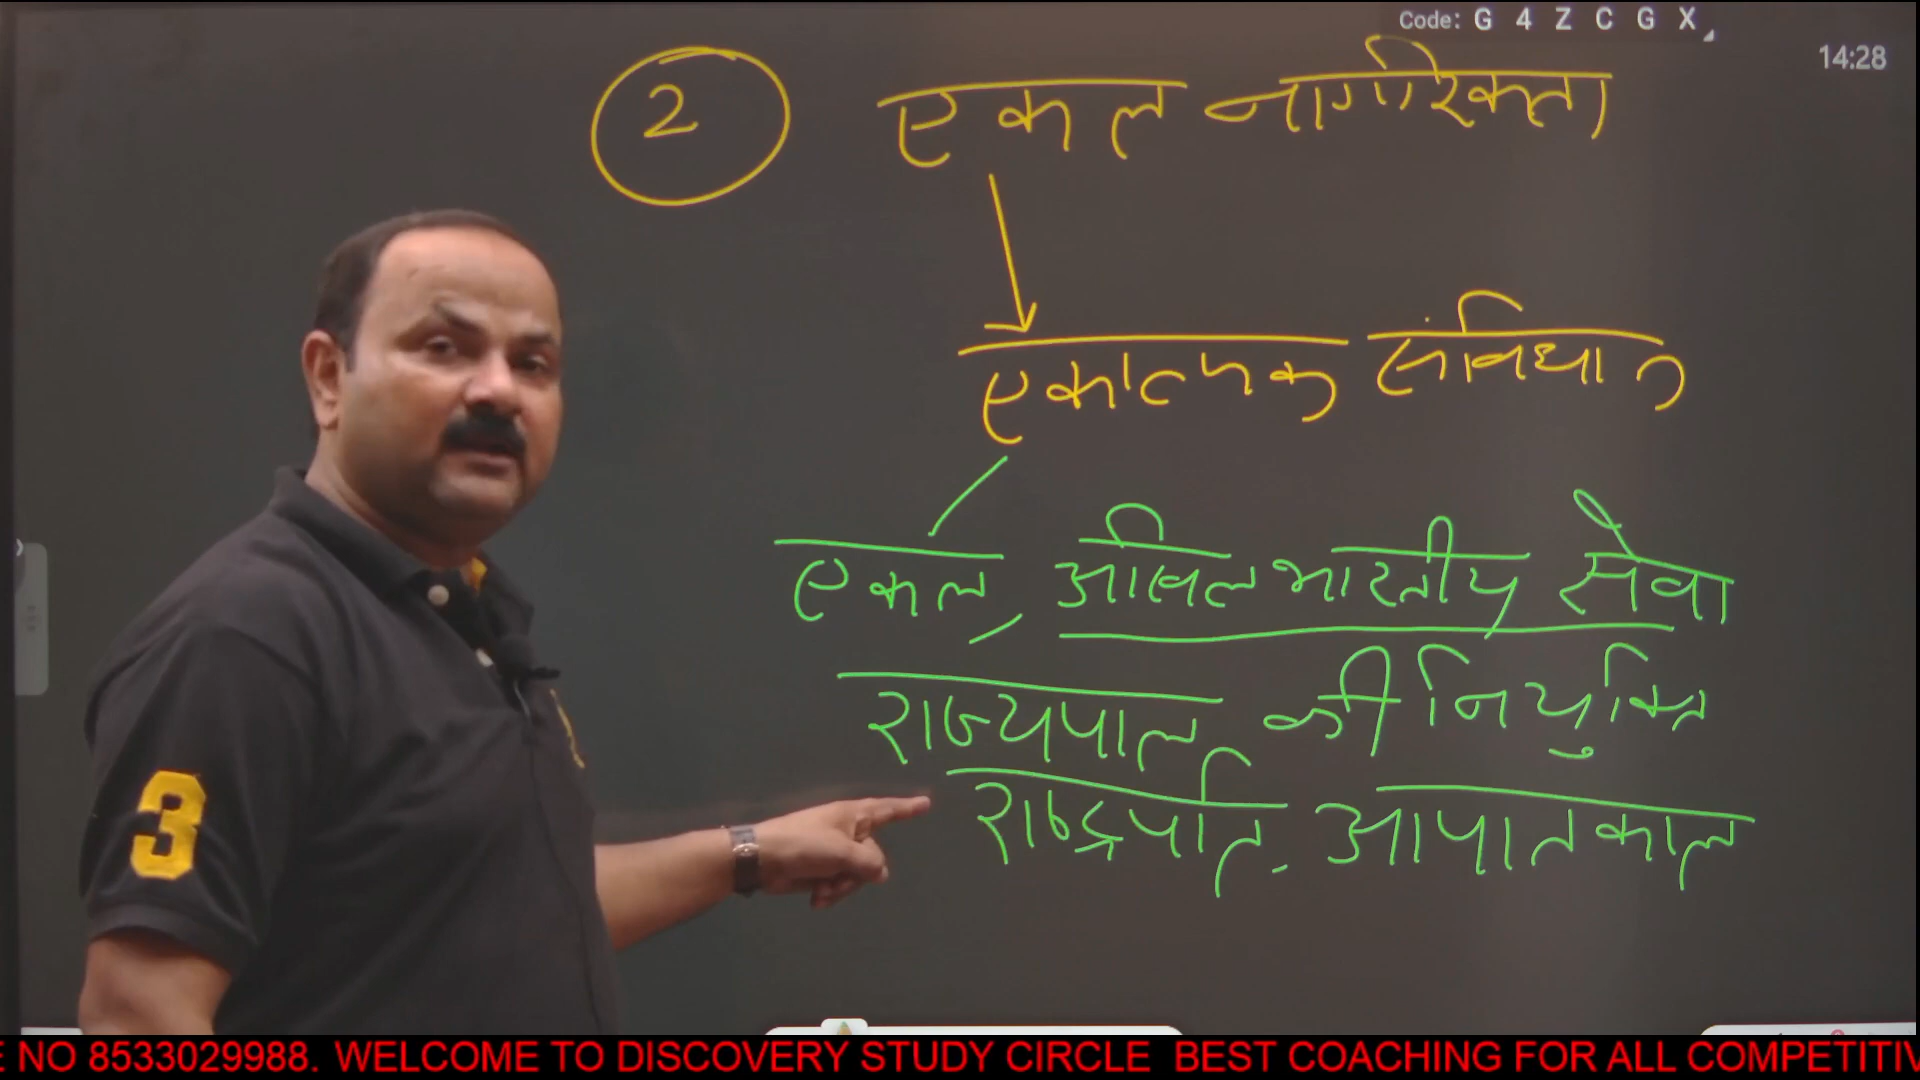 Code: G 4 Z C G X
14:28
2 एकल नागरिकता
एकात्मक संविधान
एकल, अखिल भारतीय सेवा
राज्यपाल की नियुक्ति
राष्ट्रपति. आपातकाल
3
E NO 8533029988. WELCOME TO DISCOVERY STUDY CIRCLE BEST COACHING FOR ALL COMPETITIV